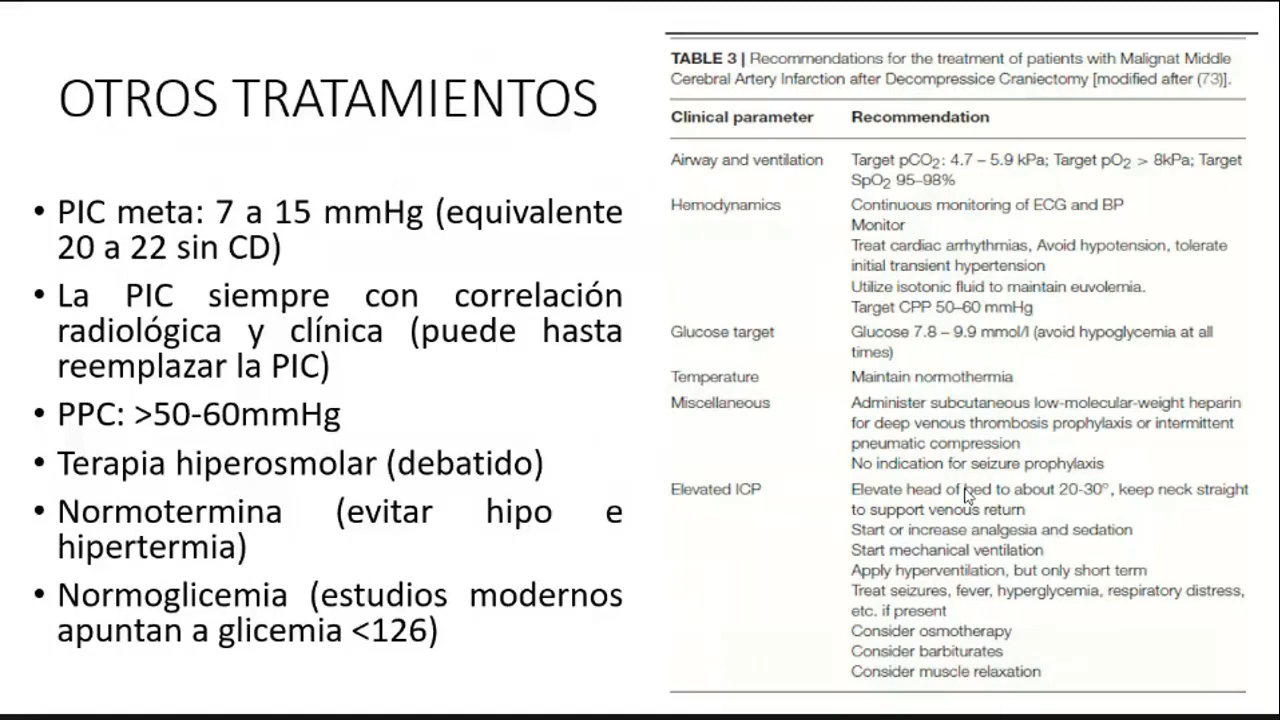 OTROS TRATAMIENTOS
• PIC meta: 7 a 15 mmHg (equivalente
20 a 22 sin CD)
• La PIC siempre con correlación
radiológica y clínica (puede hasta
reemplazar la PIC)
• PPC: >50-60mmHg
• Terapia hiperosmolar (debatido)
• Normotermina (evitar hipo e
hipertermia)
• Normoglicemia (estudios modernos
apuntan a glicemia <126)
TABLE 3 | Recommendations for the treatment of patients with Malignat Middle
Cerebral Artery Infarction after Decompressice Craniectomy [modified after (73)].
Clinical parameter Recommendation
Airway and ventilation Target pCO2: 4.7 – 5.9 kPa; Target pO2 > 8kPa; Target
SpO2 95–98%
Hemodynamics Continuous monitoring of ECG and BP
Monitor
Treat cardiac arrhythmias, Avoid hypotension, tolerate
initial transient hypertension
Utilize isotonic fluid to maintain euvolemia.
Target CPP 50–60 mmHg
Glucose target Glucose 7.8 – 9.9 mmol/l (avoid hypoglycemia at all
times)
Temperature Maintain normothermia
Miscellaneous Administer subcutaneous low-molecular-weight heparin
for deep venous thrombosis prophylaxis or intermittent
pneumatic compression
No indication for seizure prophylaxis
Elevated ICP Elevate head of bed to about 20-30°, keep neck straight
to support venous return
Start or increase analgesia and sedation
Start mechanical ventilation
Apply hyperventilation, but only short term
Treat seizures, fever, hyperglycemia, respiratory distress,
etc. if present
Consider osmotherapy
Consider barbiturates
Consider muscle relaxation